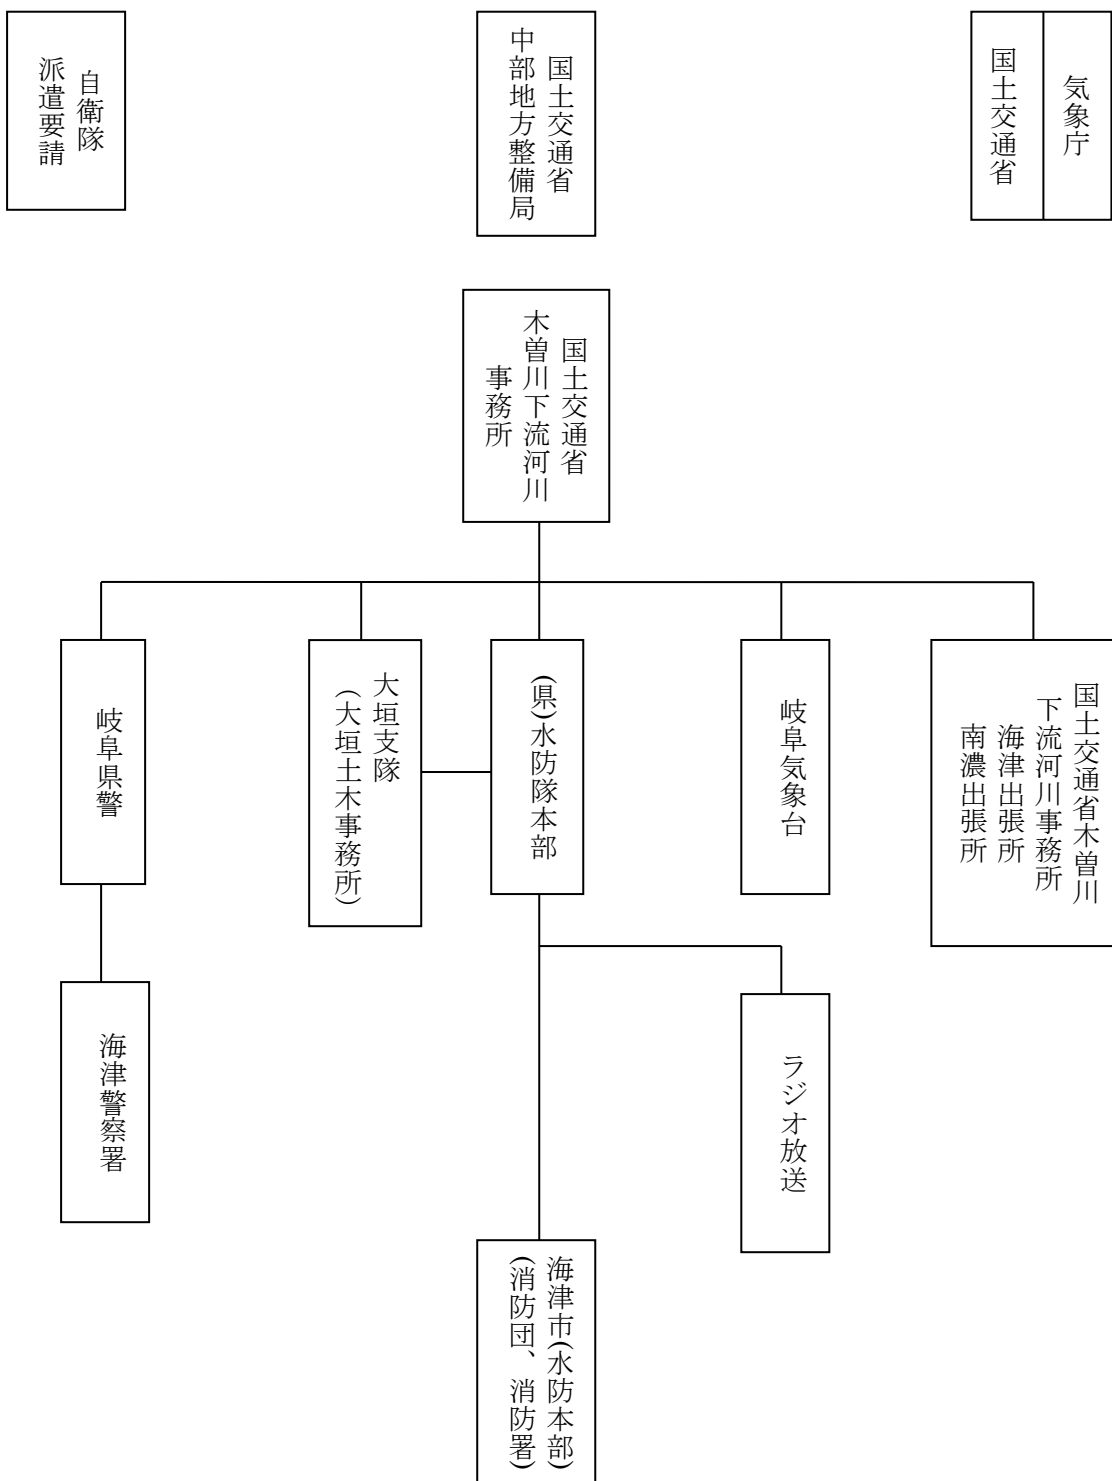 気象庁
国土交通省
国土交通省
中部地方整備局
自衛隊
派遣要請
国土交通省
木曽川下流河川
事務所
国土交通省木曽川
下流河川事務所
海津出張所
南濃出張所
岐阜気象台
(県)水防隊本部
大垣支隊
(大垣土木事務所)
岐阜県警
ラジオ放送
海津警察署
海津市(水防本部)
(消防団、消防署)